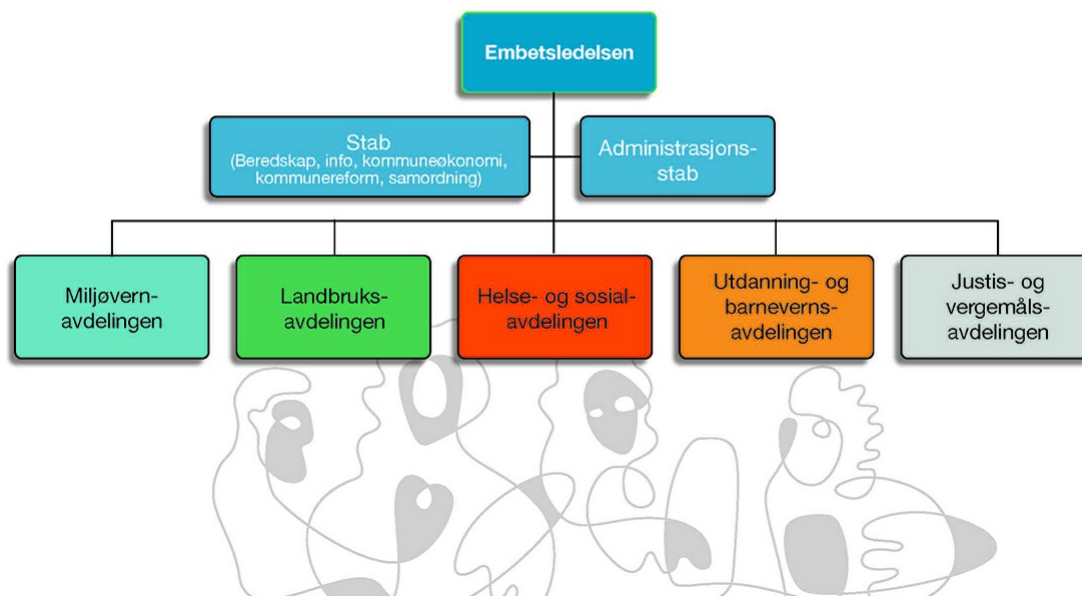 Embetsledelsen
Stab
(Beredskap, info, kommuneøkonomi,
kommunereform, samordning)
Administrasjons-
stab
Miljøvern-
avdelingen
Landbruks-
avdelingen
Helse- og sosial-
avdelingen
Utdanning- og
barneverns-
avdelingen
Justis- og
vergemåls-
avdelingen